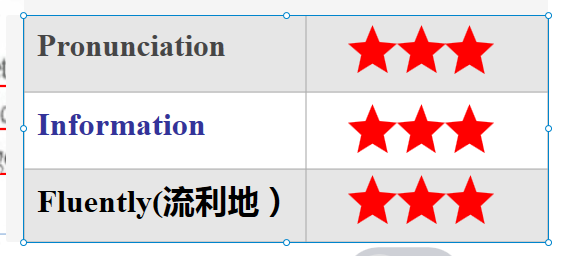 Pronunciation
Information
Fluently(流利地）